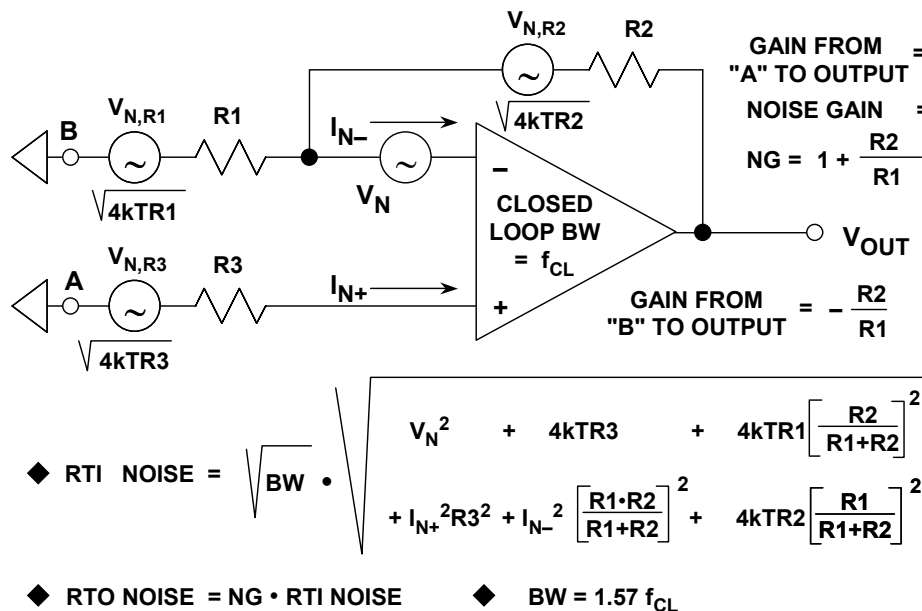 V_N,R2
R2
GAIN FROM
"A" TO OUTPUT =
B
V_N,R1
R1
I_N–
√4kTR2
NOISE GAIN =
NG = 1 + R2/R1
∼
∼
∼
–
V_N
√4kTR1
CLOSED
LOOP BW
= f_CL
V_OUT
A
V_N,R3
R3
I_N+
∼
+
√4kTR3
GAIN FROM
"B" TO OUTPUT = – R2/R1
◆ RTI NOISE = √BW • √ V_N² + 4kTR3 + 4kTR1 [R2/(R1+R2)]²
+ I_N+² R3² + I_N–² [R1•R2/(R1+R2)]² + 4kTR2 [R1/(R1+R2)]²
◆ RTO NOISE = NG • RTI NOISE ◆ BW = 1.57 f_CL